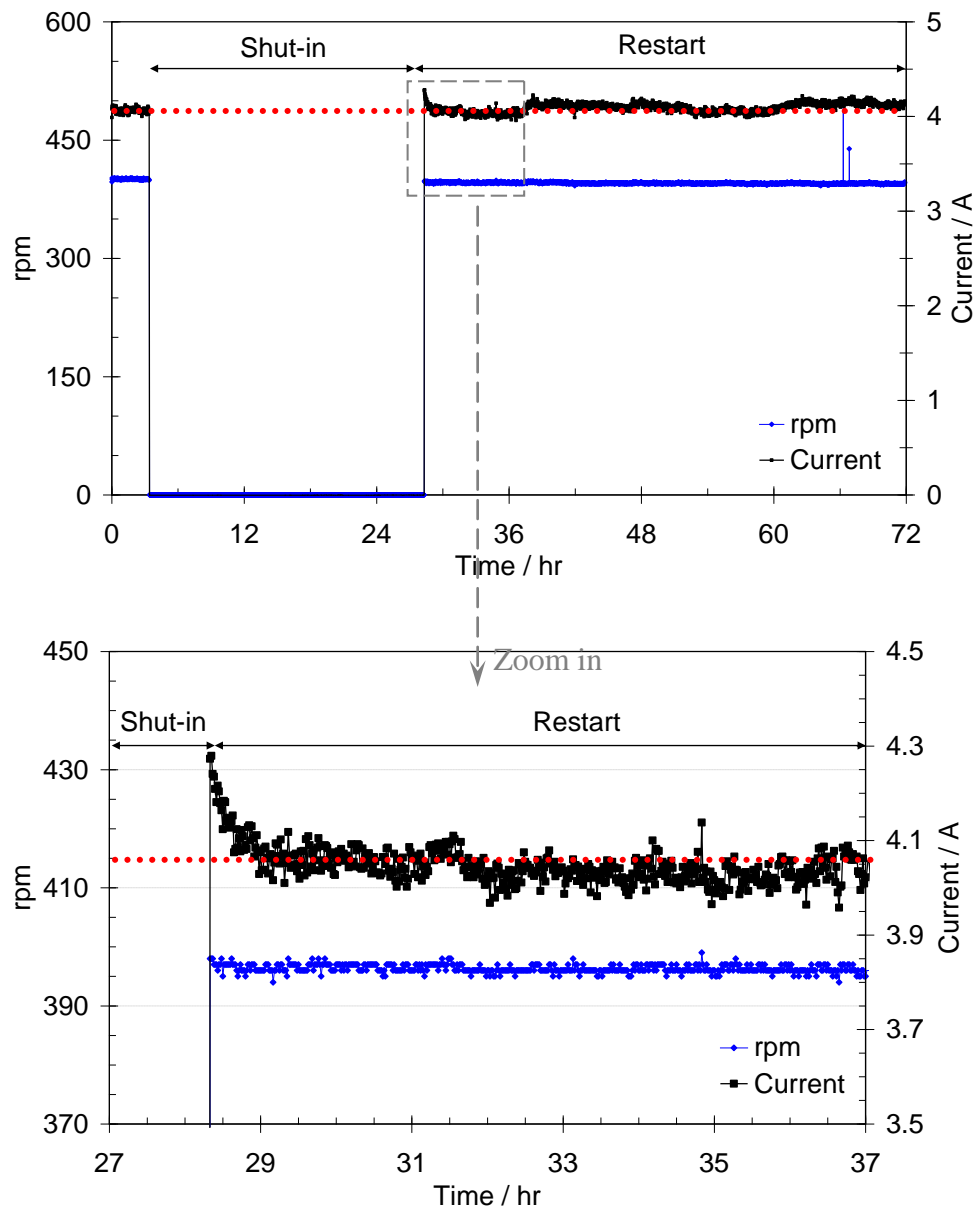 600
5
Shut-in
Restart
450
4
300
3
rpm
Current / A
2
150
1
rpm
Current
0
0
0
12
24
36
48
60
72
Time / hr
Zoom in
450
4.5
Shut-in
Restart
430
4.3
410
4.1
rpm
Current / A
3.9
390
3.7
rpm
Current
370
3.5
27
29
31
33
35
37
Time / hr